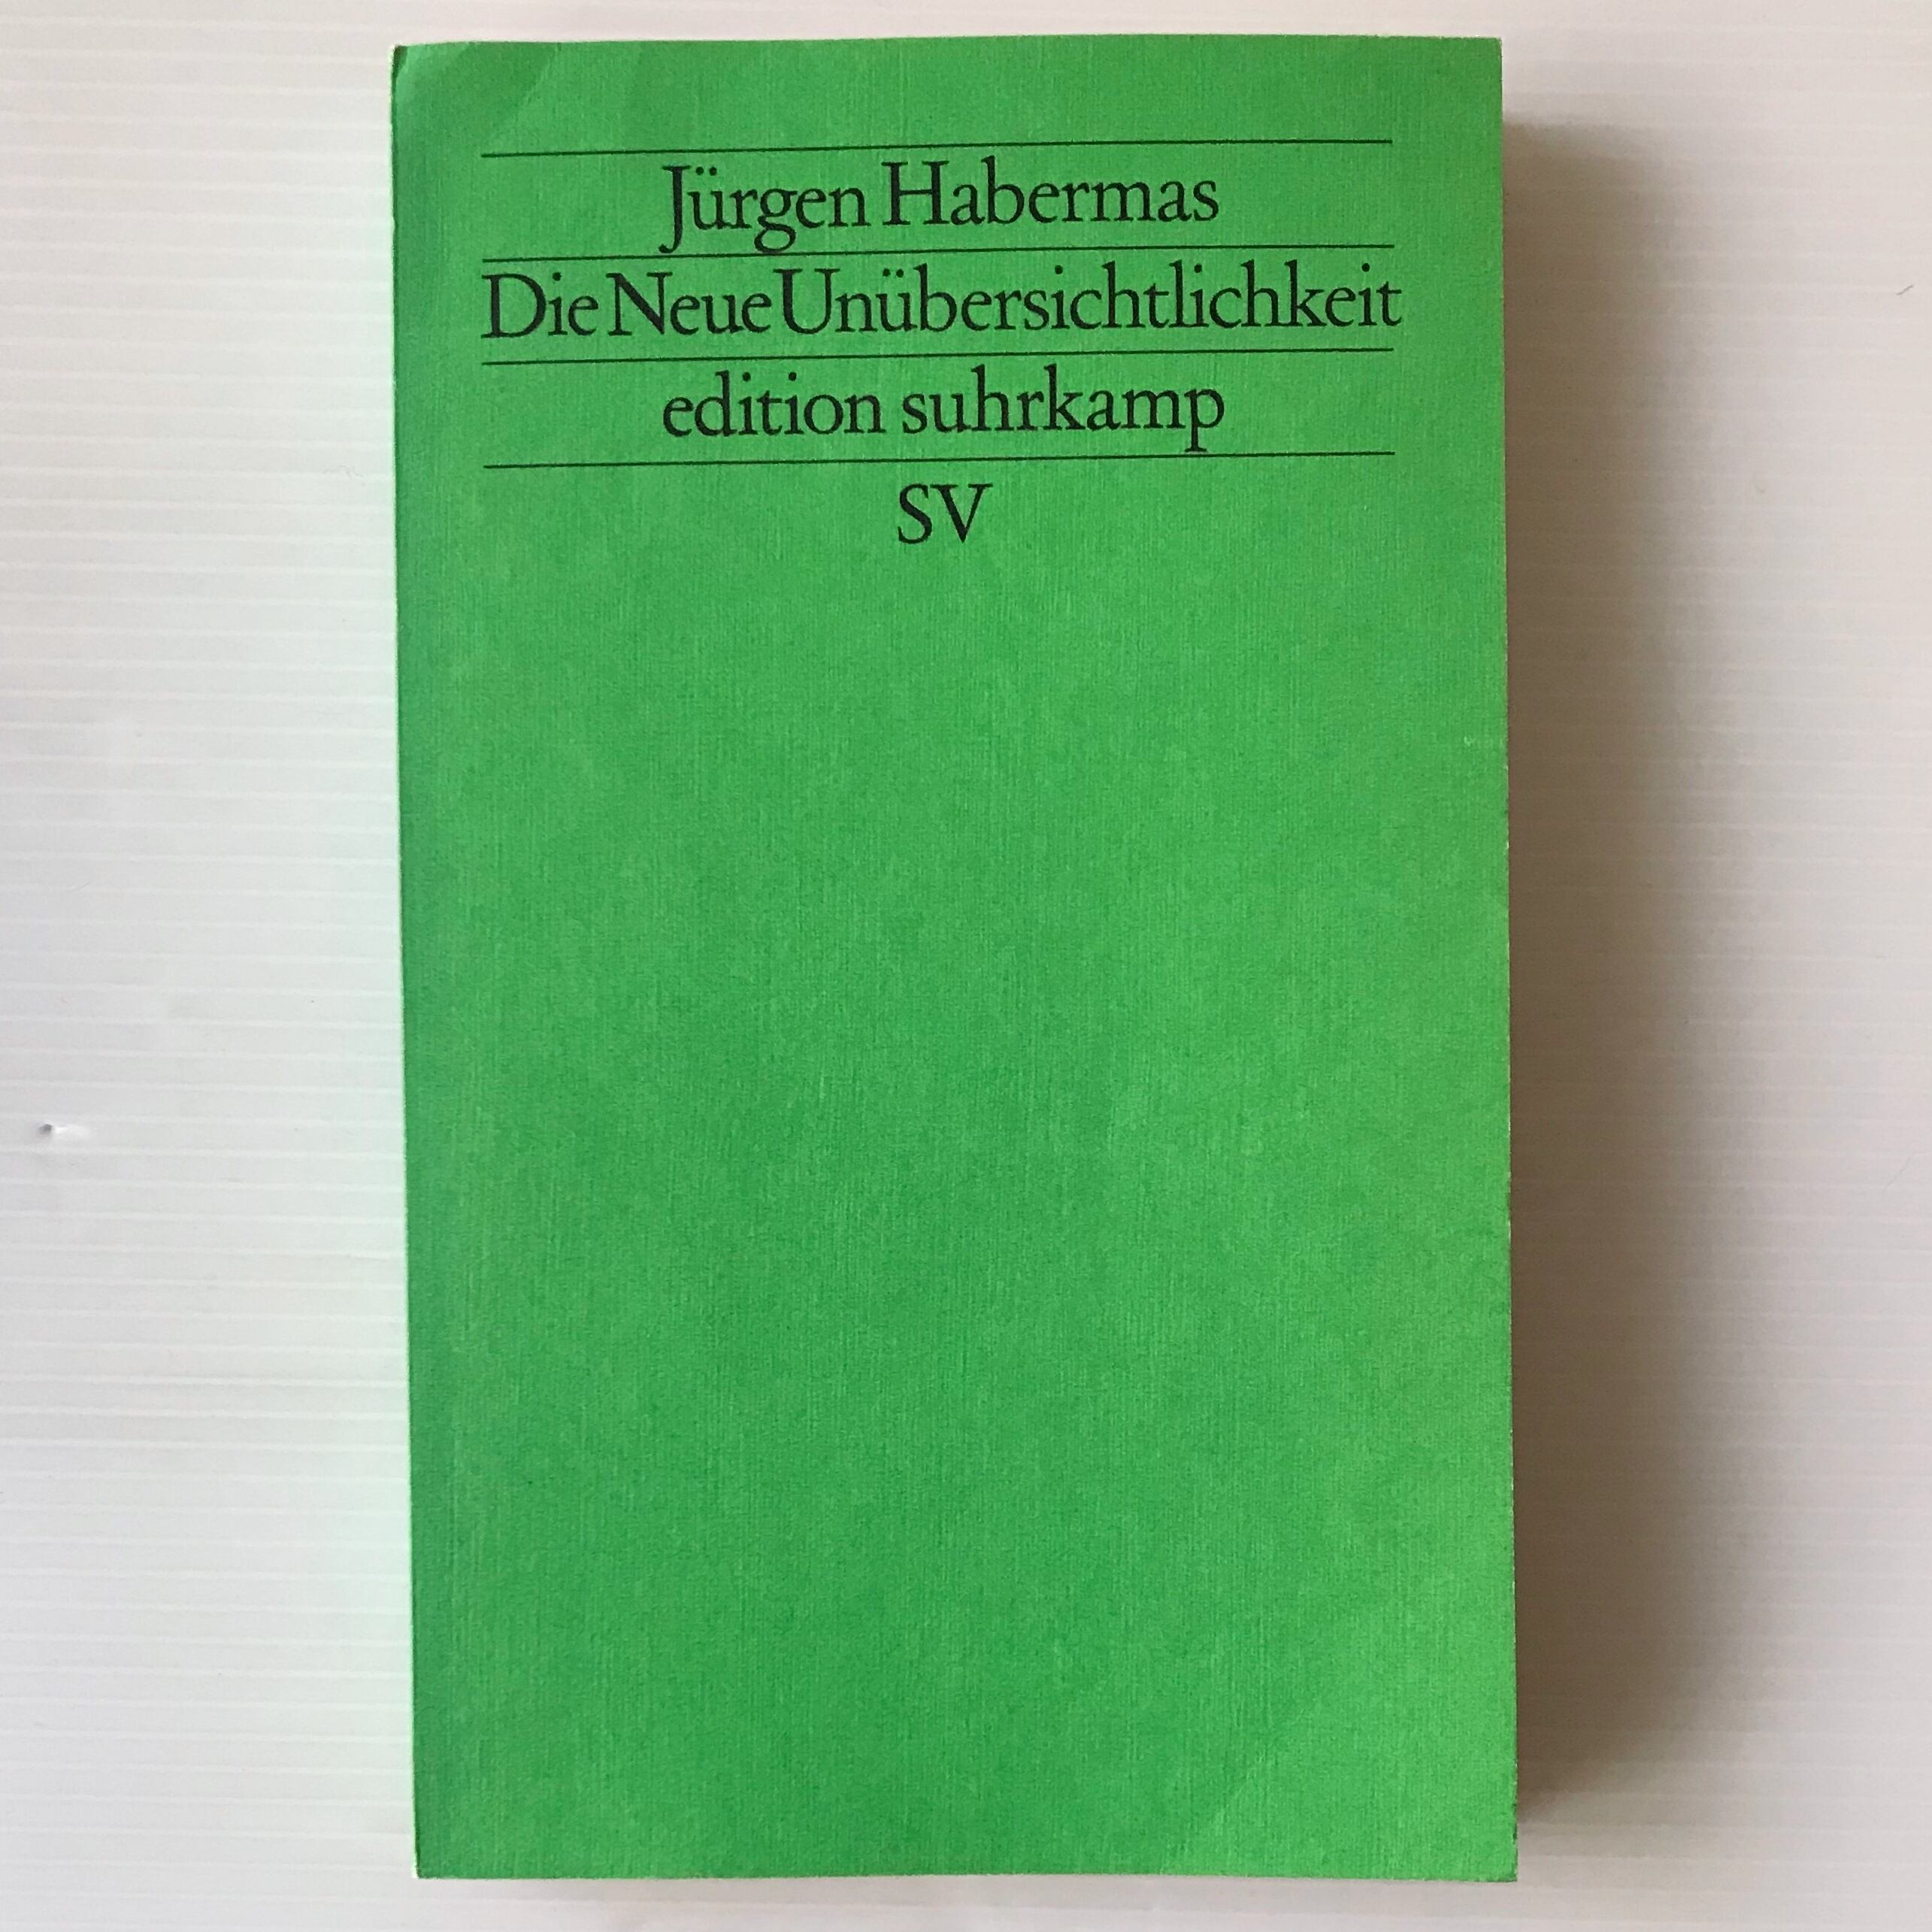 Jürgen Habermas
Die Neue Unübersichtlichkeit
edition suhrkamp
SV